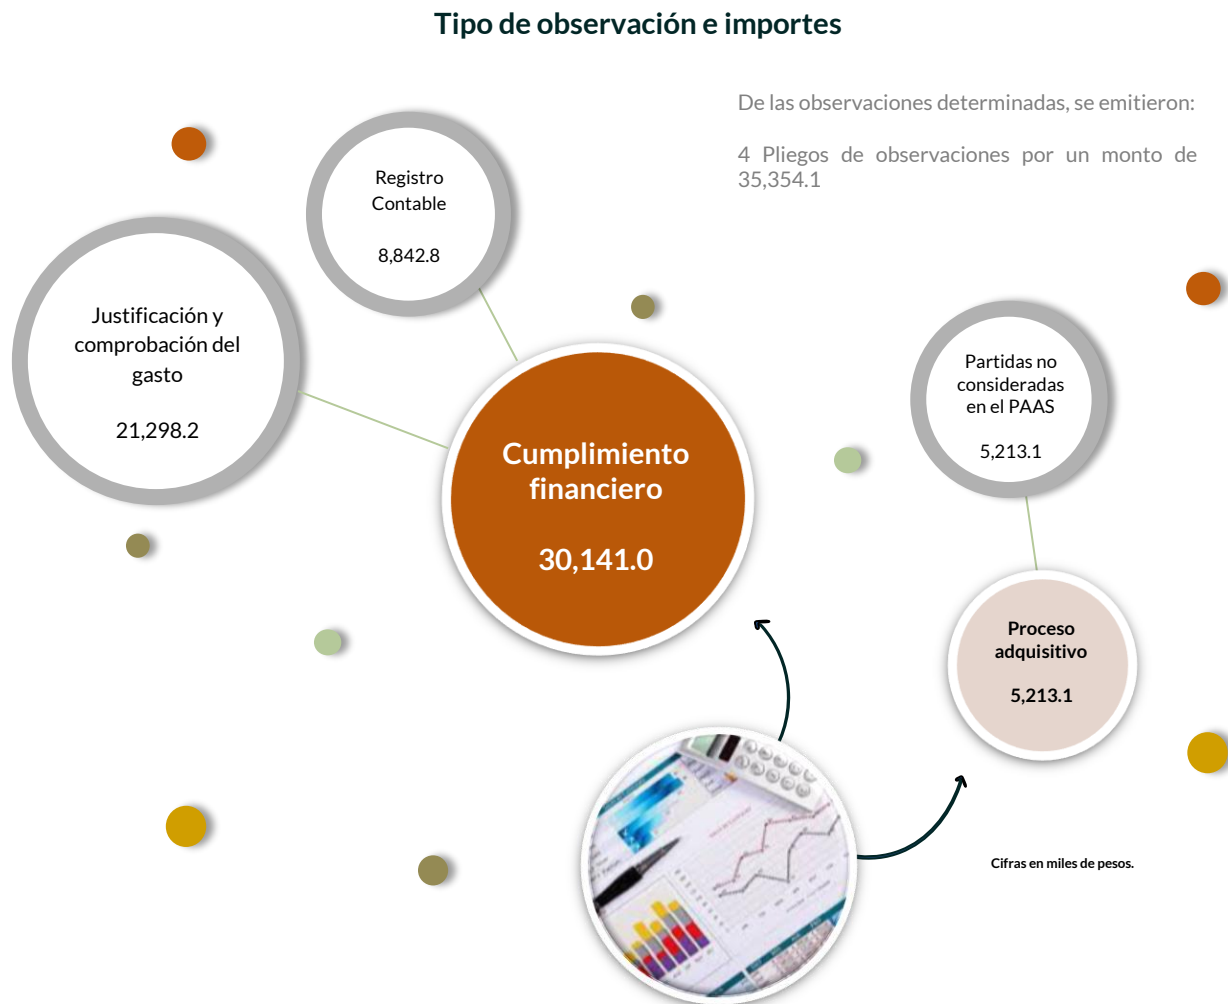 Tipo de observación e importes
De las observaciones determinadas, se emitieron:
4 Pliegos de observaciones por un monto de
35,354.1
Registro
Contable
8,842.8
Justificación y
comprobación del
gasto
21,298.2
Cumplimiento
financiero
30,141.0
Partidas no
consideradas
en el PAAS
5,213.1
Proceso
adquisitivo
5,213.1
Cifras en miles de pesos.